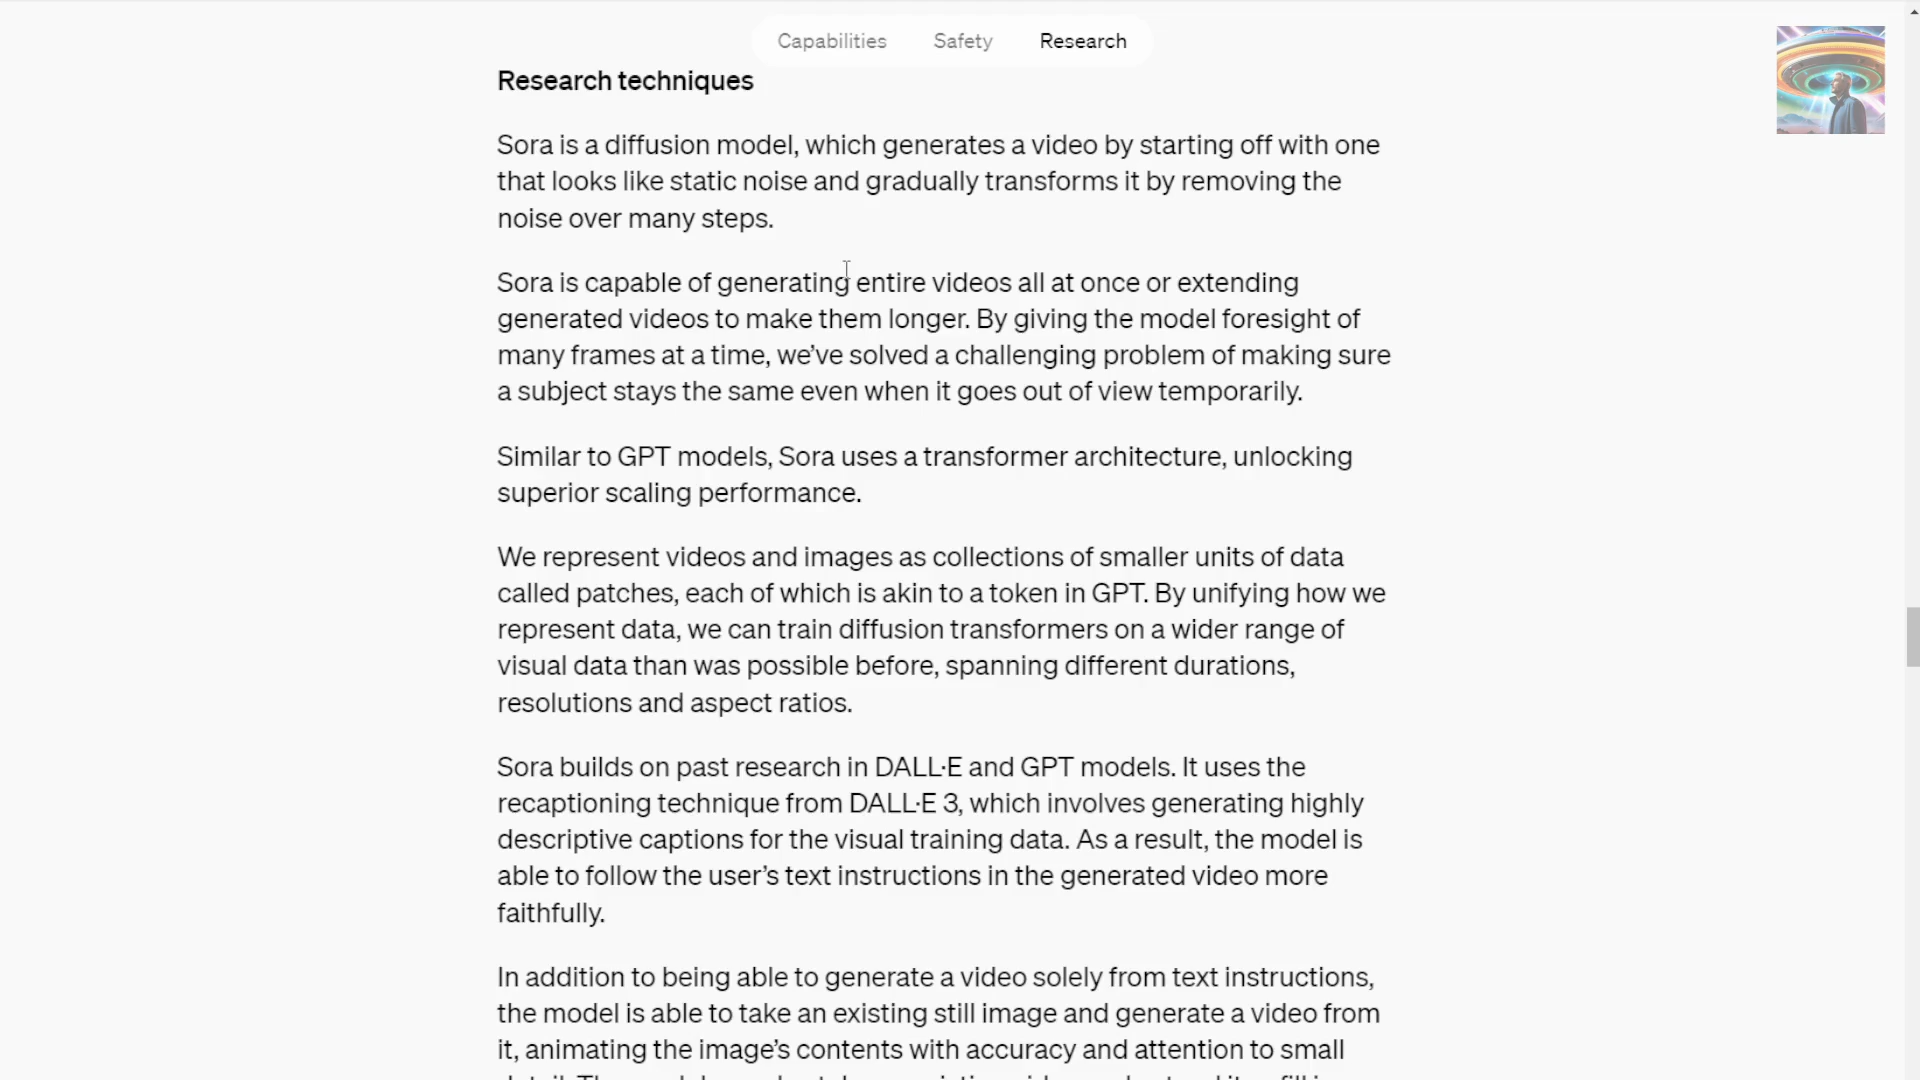 Capabilities Safety Research
Research techniques
Sora is a diffusion model, which generates a video by starting off with one
that looks like static noise and gradually transforms it by removing the
noise over many steps.
Sora is capable of generating entire videos all at once or extending
generated videos to make them longer. By giving the model foresight of
many frames at a time, we’ve solved a challenging problem of making sure
a subject stays the same even when it goes out of view temporarily.
Similar to GPT models, Sora uses a transformer architecture, unlocking
superior scaling performance.
We represent videos and images as collections of smaller units of data
called patches, each of which is akin to a token in GPT. By unifying how we
represent data, we can train diffusion transformers on a wider range of
visual data than was possible before, spanning different durations,
resolutions and aspect ratios.
Sora builds on past research in DALL·E and GPT models. It uses the
recaptioning technique from DALL·E 3, which involves generating highly
descriptive captions for the visual training data. As a result, the model is
able to follow the user’s text instructions in the generated video more
faithfully.
In addition to being able to generate a video solely from text instructions,
the model is able to take an existing still image and generate a video from
it, animating the image’s contents with accuracy and attention to small